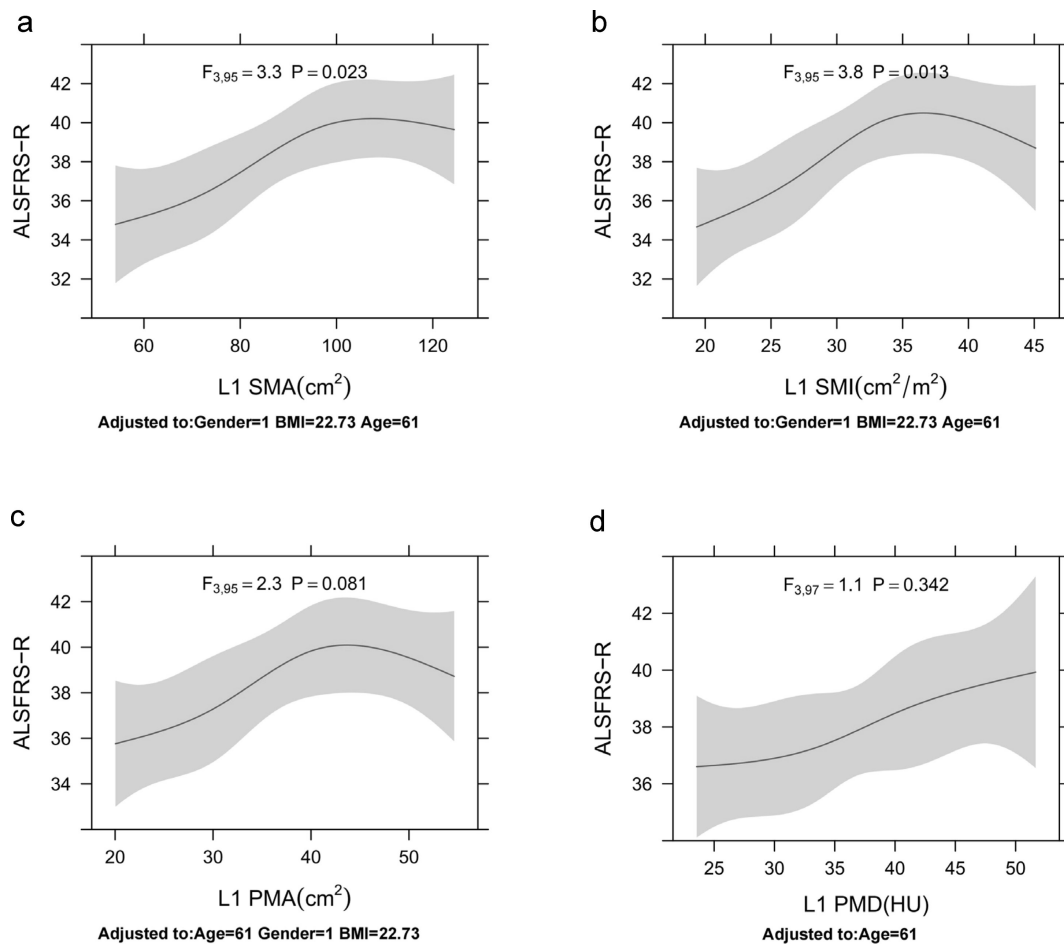 a
F3,95 = 3.3 P = 0.023
ALSFRS−R
42
40
38
36
34
32
60 80 100 120
L1 SMA(cm²)
Adjusted to:Gender=1 BMI=22.73 Age=61
b
F3,95 = 3.8 P = 0.013
ALSFRS−R
42
40
38
36
34
32
20 25 30 35 40 45
L1 SMI(cm²/m²)
Adjusted to:Gender=1 BMI=22.73 Age=61
c
F3,95 = 2.3 P = 0.081
ALSFRS−R
42
40
38
36
34
20 30 40 50
L1 PMA(cm²)
Adjusted to:Age=61 Gender=1 BMI=22.73
d
F3,97 = 1.1 P = 0.342
ALSFRS−R
42
40
38
36
25 30 35 40 45 50
L1 PMD(HU)
Adjusted to:Age=61